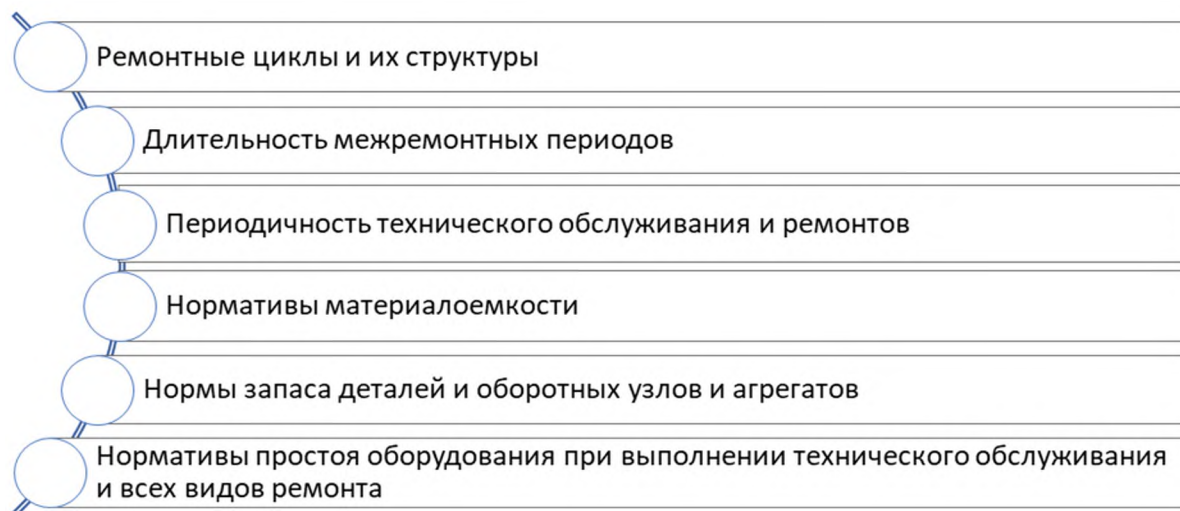 Ремонтные циклы и их структуры
Длительность межремонтных периодов
Периодичность технического обслуживания и ремонтов
Нормативы материалоемкости
Нормы запаса деталей и оборотных узлов и агрегатов
Нормативы простоя оборудования при выполнении технического обслуживания
и всех видов ремонта